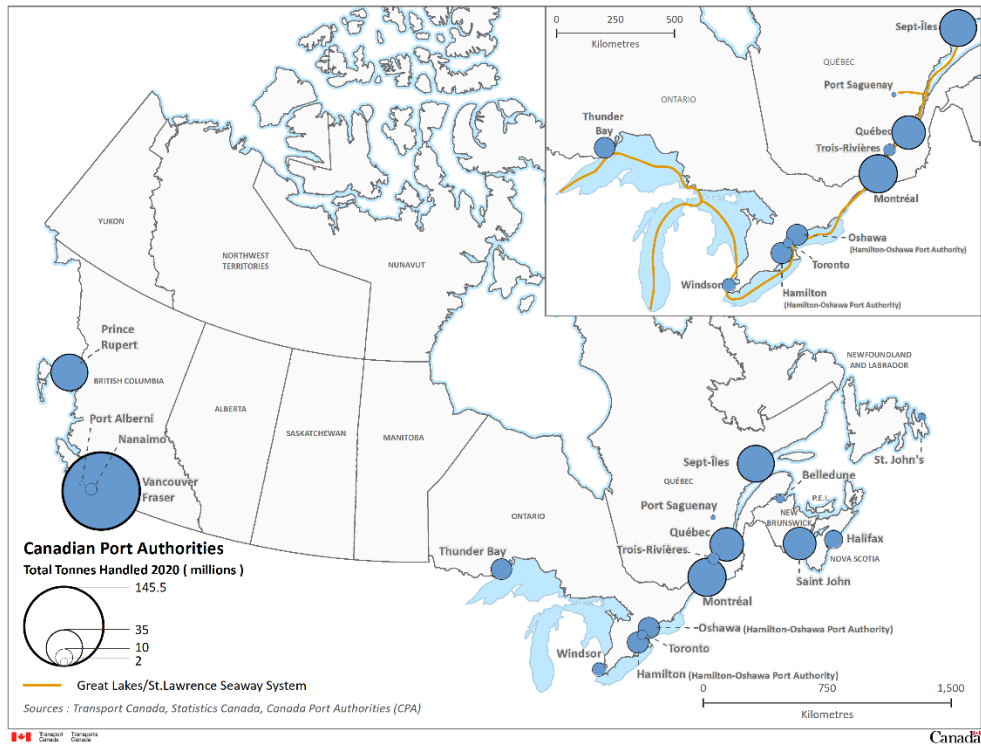 0
250
500
Kilometres
Sept-Îles
QUÉBEC
Port Saguenay
ONTARIO
Thunder
Bay
Québec
Trois-Rivières
Montréal
Oshawa
(Hamilton-Oshawa Port Authority)
Toronto
Windsor
Hamilton
(Hamilton-Oshawa Port Authority)
YUKON
NORTHWEST
TERRITORIES
NUNAVUT
Prince
Rupert
BRITISH COLUMBIA
Port Alberni
Nanaimo
Vancouver
Fraser
ALBERTA
SASKATCHEWAN
MANITOBA
ONTARIO
NEWFOUNDLAND
AND LABRADOR
St. John's
Sept-Îles
Belledune
QUÉBEC
P.E.I.
Port Saguenay
NEW
BRUNSWICK
Québec
Halifax
Trois-Rivières
NOVA SCOTIA
Thunder Bay
Saint John
Montréal
Oshawa (Hamilton-Oshawa Port Authority)
Toronto
Windsor
Hamilton (Hamilton-Oshawa Port Authority)
0
750
1,500
Kilometres
Canadian Port Authorities
Total Tonnes Handled 2020 ( millions )
145.5
35
10
2
Great Lakes/St.Lawrence Seaway System
Sources : Transport Canada, Statistics Canada, Canada Port Authorities (CPA)
Transport Transports
Canada Canada
Canada